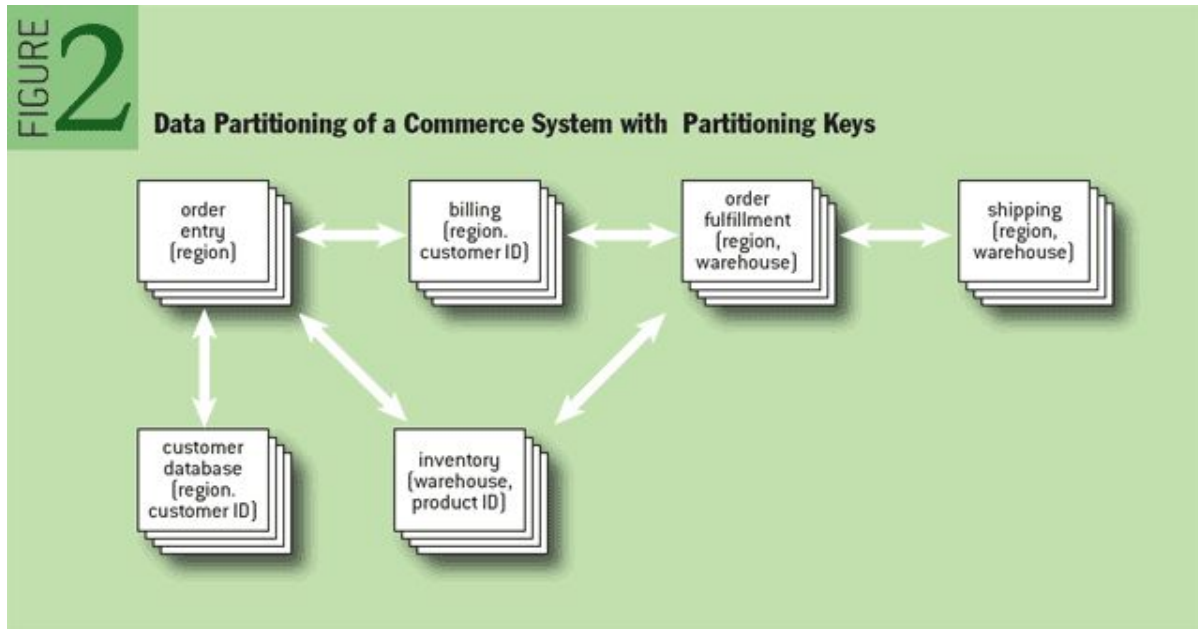 FIGURE
2
Data Partitioning of a Commerce System with Partitioning Keys
order
entry
(region)
billing
(region.
customer ID)
order
fulfillment
(region,
warehouse)
shipping
(region,
warehouse)
customer
database
(region.
customer ID)
inventory
(warehouse,
product ID)